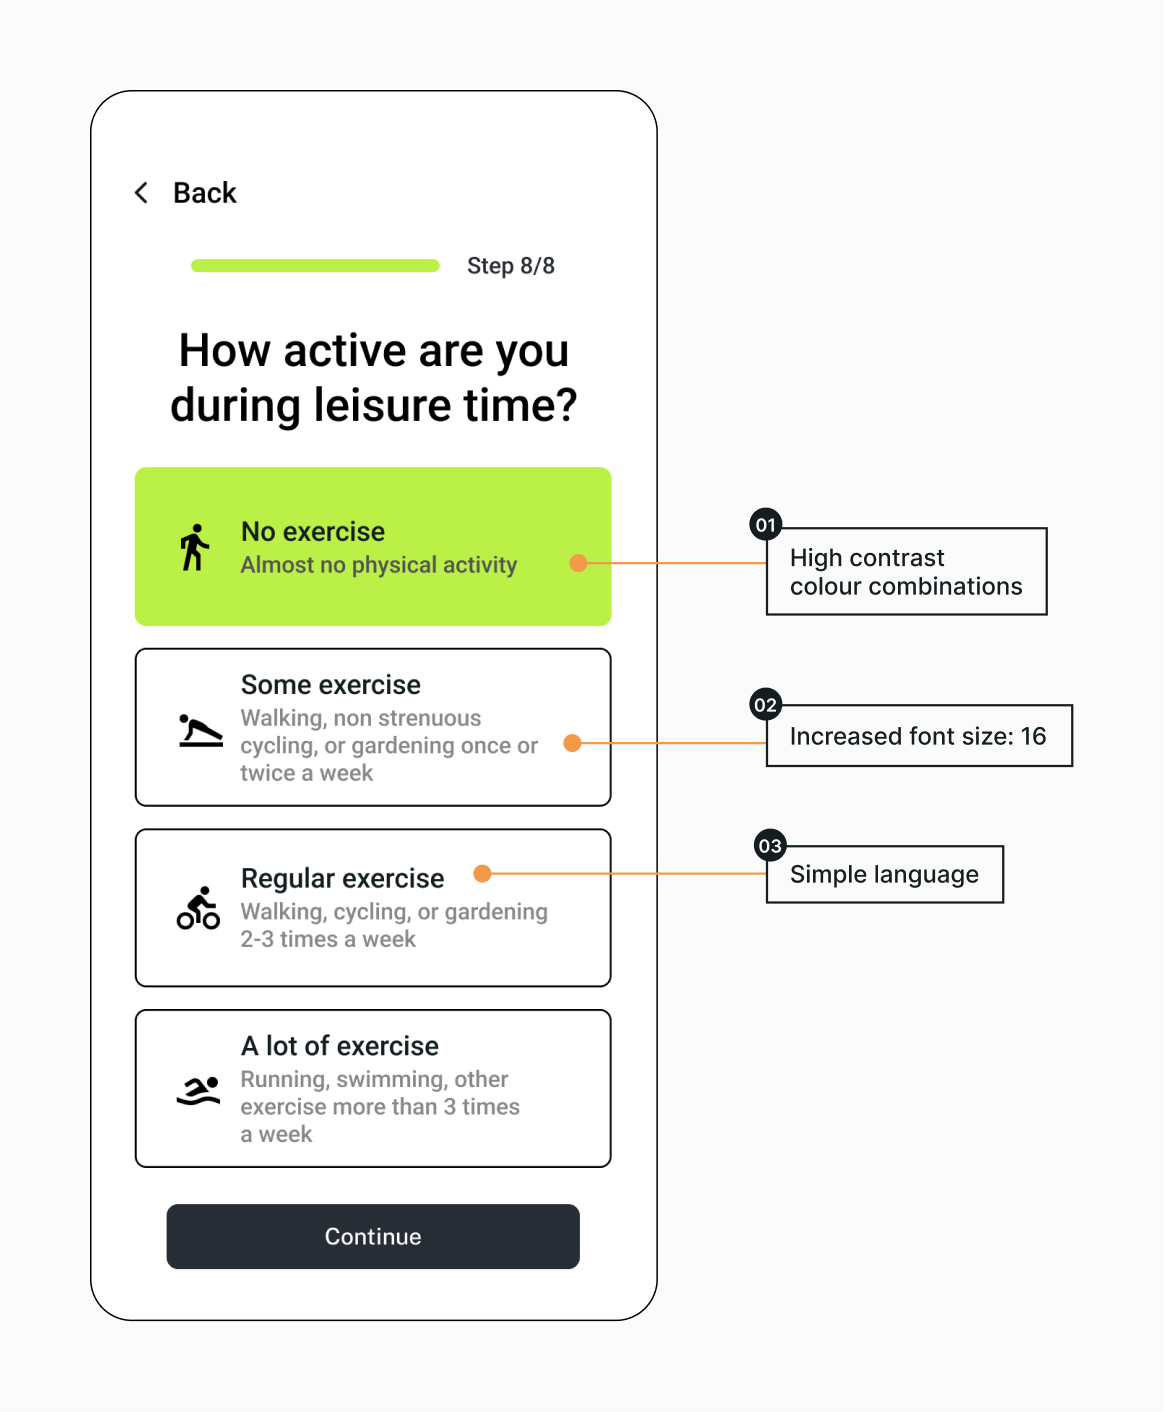 Back
Step 8/8
How active are you
during leisure time?
No exercise
Almost no physical activity
Some exercise
Walking, non strenuous
cycling, or gardening once or
twice a week
Regular exercise
Walking, cycling, or gardening
2-3 times a week
A lot of exercise
Running, swimming, other
exercise more than 3 times
a week
Continue
01
High contrast
colour combinations
02
Increased font size: 16
03
Simple language